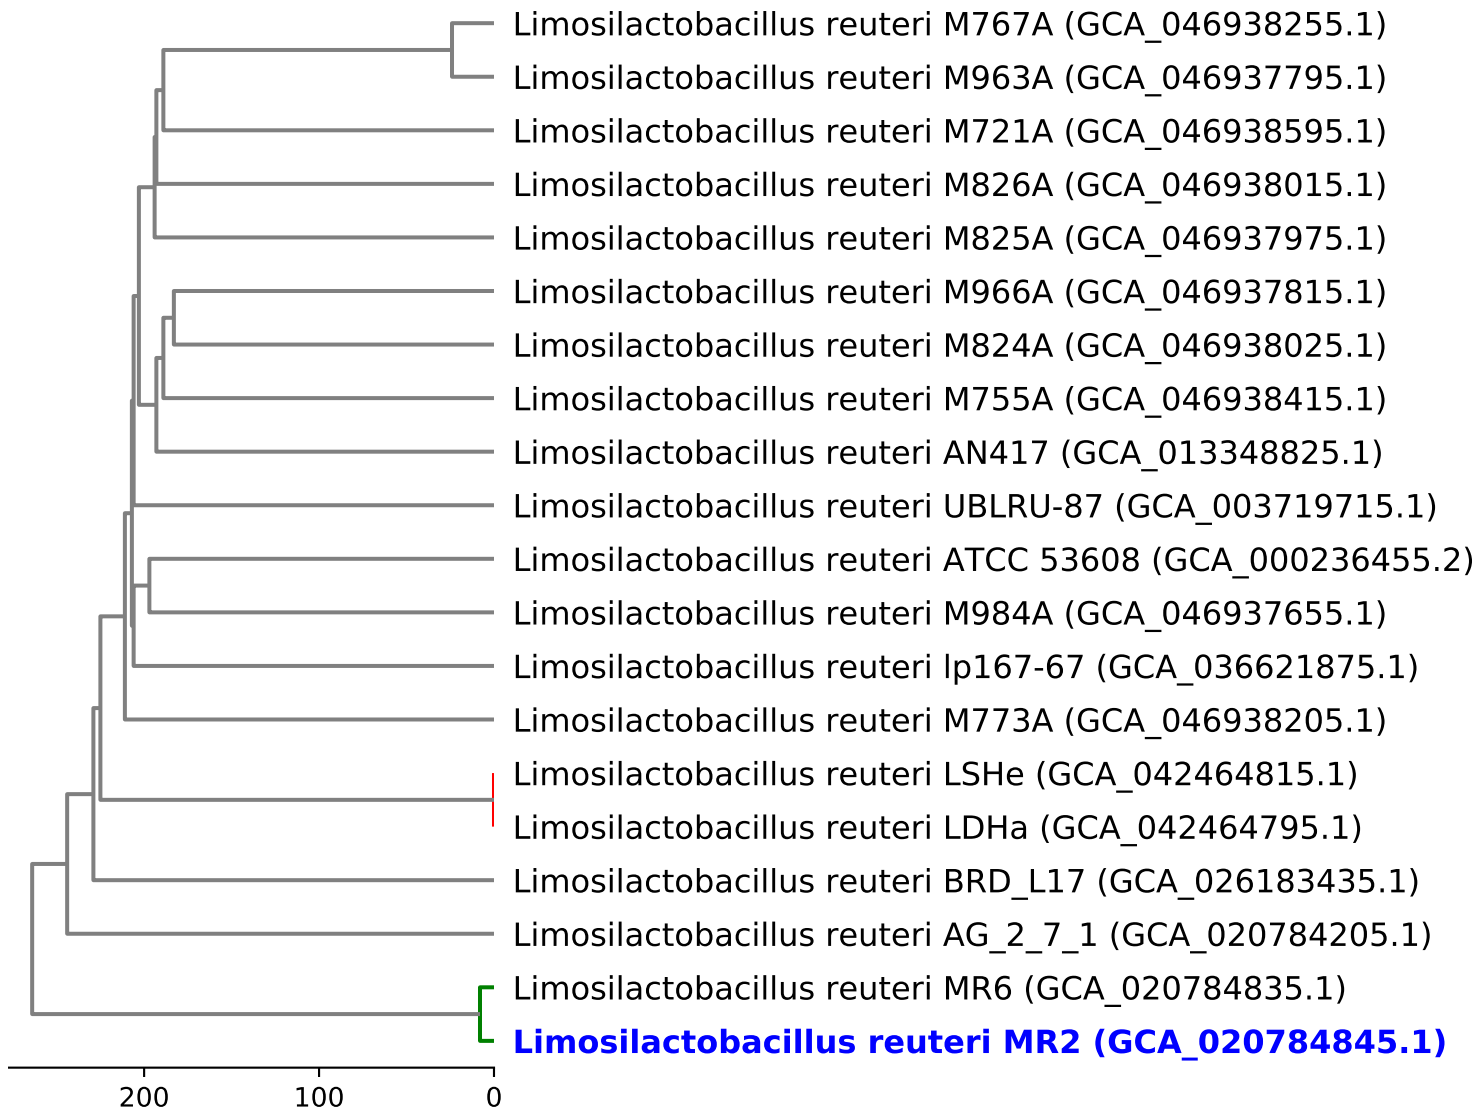 Limosilactobacillus reuteri M767A (GCA_046938255.1)
Limosilactobacillus reuteri M963A (GCA_046937795.1)
Limosilactobacillus reuteri M721A (GCA_046938595.1)
Limosilactobacillus reuteri M826A (GCA_046938015.1)
Limosilactobacillus reuteri M825A (GCA_046937975.1)
Limosilactobacillus reuteri M966A (GCA_046937815.1)
Limosilactobacillus reuteri M824A (GCA_046938025.1)
Limosilactobacillus reuteri M755A (GCA_046938415.1)
Limosilactobacillus reuteri AN417 (GCA_013348825.1)
Limosilactobacillus reuteri UBLRU-87 (GCA_003719715.1)
Limosilactobacillus reuteri ATCC 53608 (GCA_000236455.2)
Limosilactobacillus reuteri M984A (GCA_046937655.1)
Limosilactobacillus reuteri lp167-67 (GCA_036621875.1)
Limosilactobacillus reuteri M773A (GCA_046938205.1)
Limosilactobacillus reuteri LSHe (GCA_042464815.1)
Limosilactobacillus reuteri LDHa (GCA_042464795.1)
Limosilactobacillus reuteri BRD_L17 (GCA_026183435.1)
Limosilactobacillus reuteri AG_2_7_1 (GCA_020784205.1)
Limosilactobacillus reuteri MR6 (GCA_020784835.1)
Limosilactobacillus reuteri MR2 (GCA_020784845.1)
200 100 0